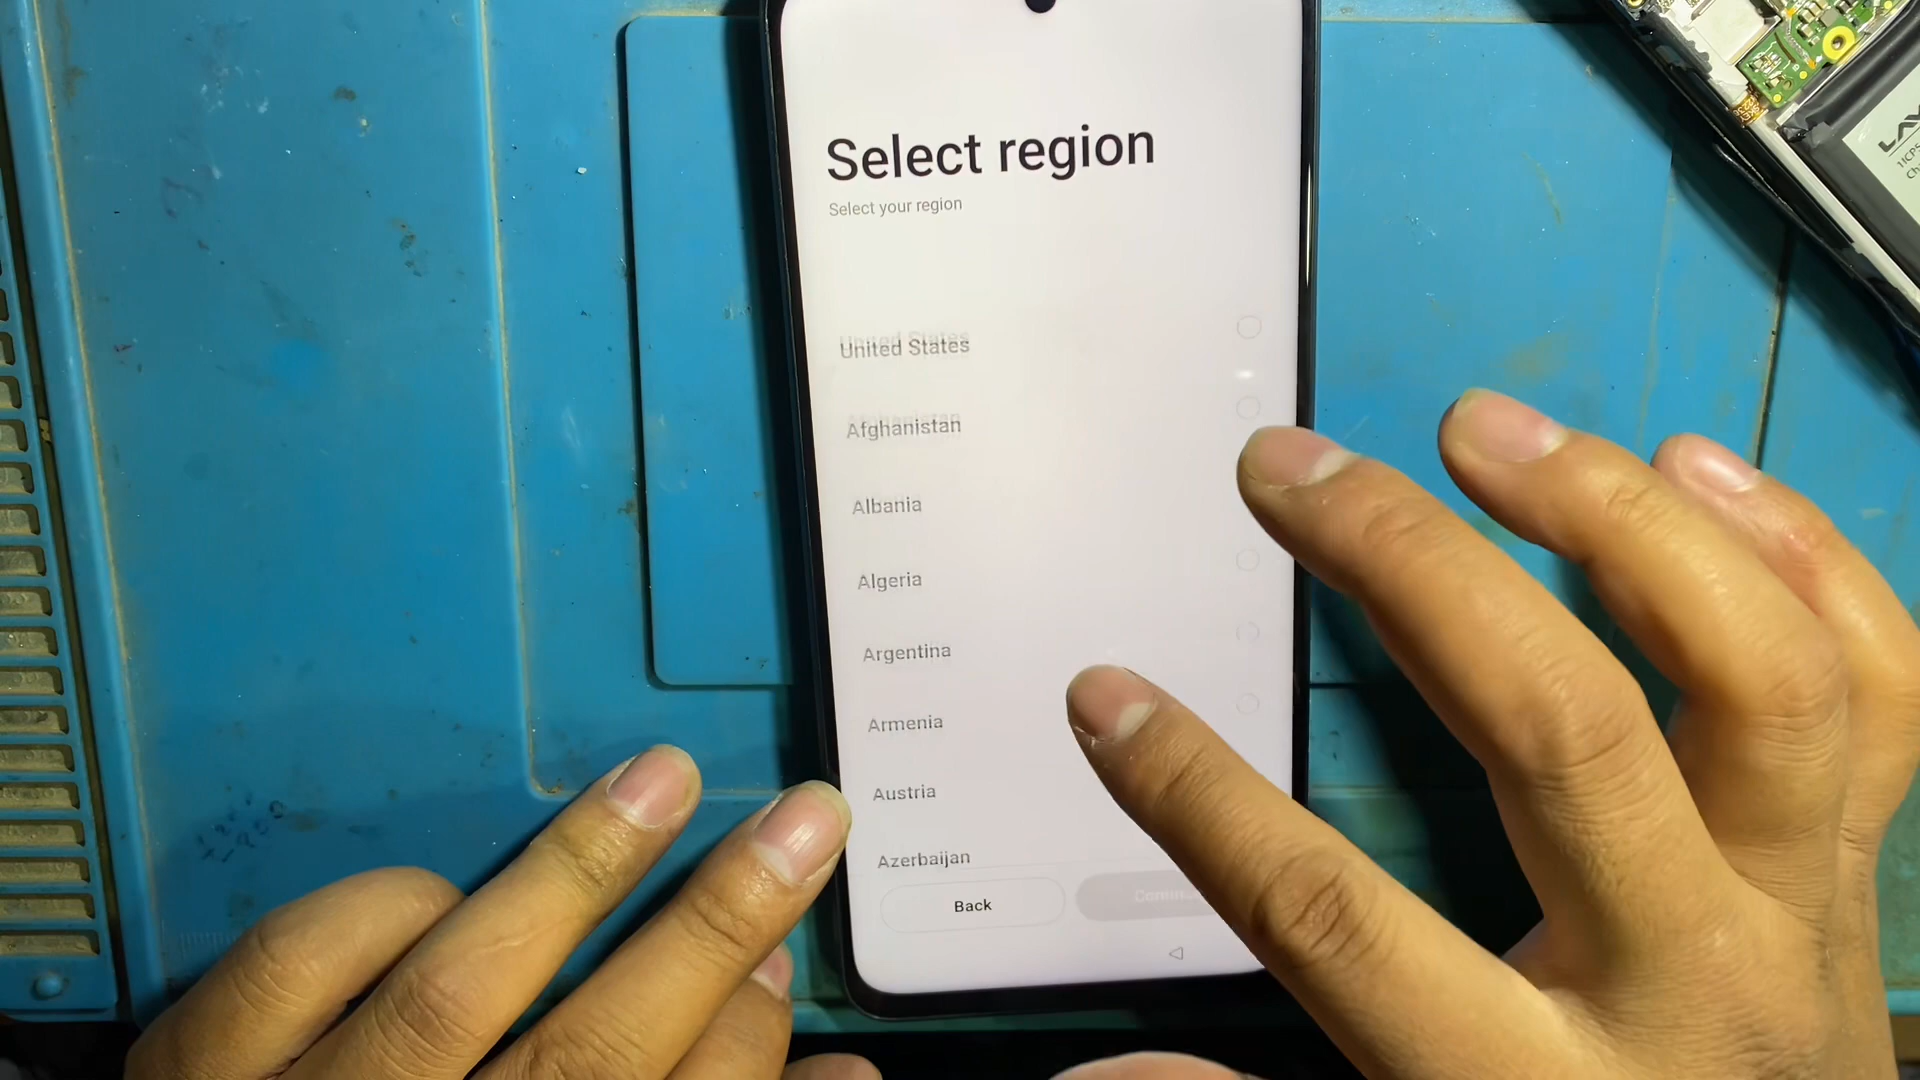 Select region
Select your region
United States
Afghanistan
Albania
Algeria
Argentina
Armenia
Austria
Azerbaijan
Back